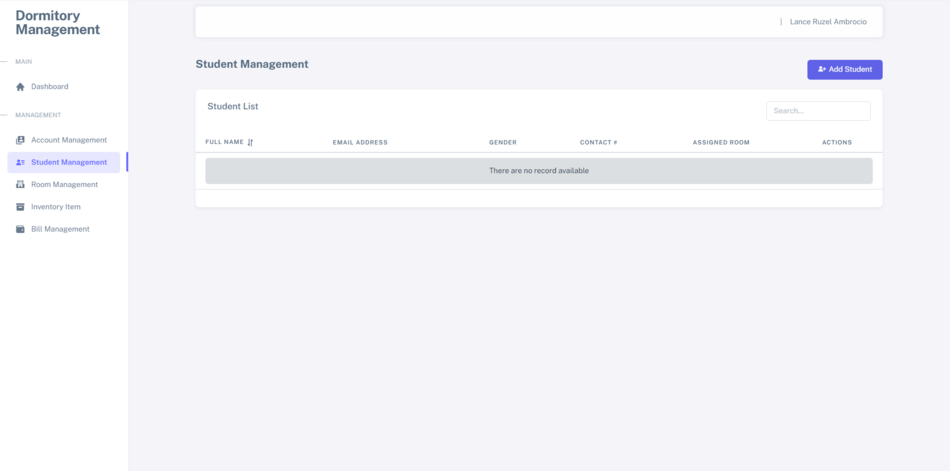 Dormitory
Management
MAIN
Dashboard
MANAGEMENT
Account Management
Student Management
Room Management
Inventory Item
Bill Management
| Lance Ruzel Ambrocio
Student Management
Add Student
Student List
Search...
FULL NAME EMAIL ADDRESS GENDER CONTACT # ASSIGNED ROOM ACTIONS
There are no record available